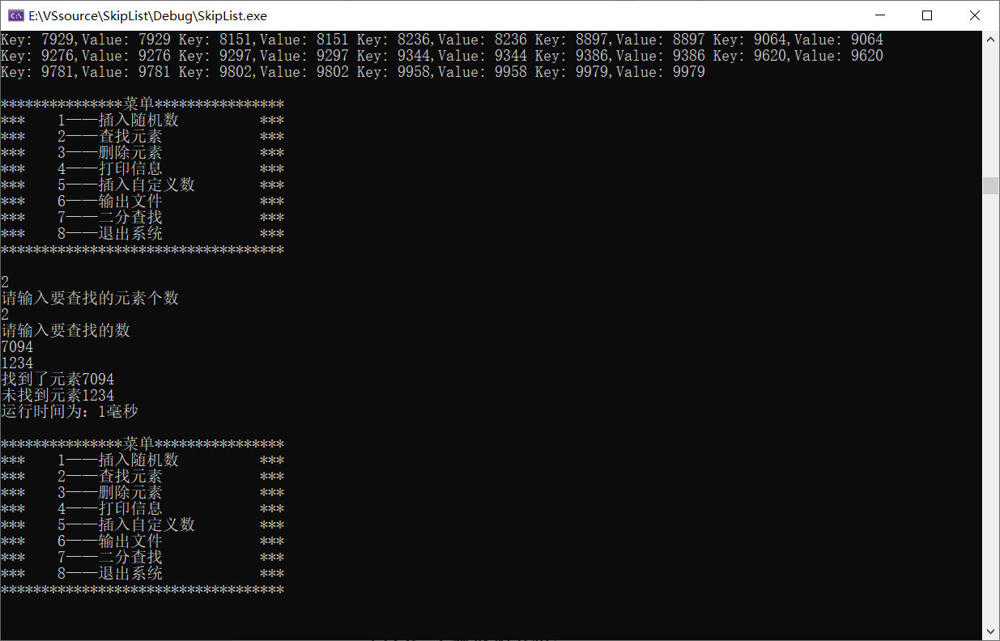 E:\VSsource\SkipList\Debug\SkipList.exe
Key: 7929,Value: 7929 Key: 8151,Value: 8151 Key: 8236,Value: 8236 Key: 8897,Value: 8897 Key: 9064,Value: 9064
Key: 9276,Value: 9276 Key: 9297,Value: 9297 Key: 9344,Value: 9344 Key: 9386,Value: 9386 Key: 9620,Value: 9620
Key: 9781,Value: 9781 Key: 9802,Value: 9802 Key: 9958,Value: 9958 Key: 9979,Value: 9979
***************菜单****************
***    1——插入随机数          ***
***    2——查找元素            ***
***    3——删除元素            ***
***    4——打印信息            ***
***    5——插入自定义数        ***
***    6——输出文件            ***
***    7——二分查找            ***
***    8——退出系统            ***
***********************************
2
请输入要查找的元素个数
2
请输入要查找的数
7094
1234
找到了元素7094
未找到元素1234
运行时间为: 1毫秒
***************菜单****************
***    1——插入随机数          ***
***    2——查找元素            ***
***    3——删除元素            ***
***    4——打印信息            ***
***    5——插入自定义数        ***
***    6——输出文件            ***
***    7——二分查找            ***
***    8——退出系统            ***
***********************************